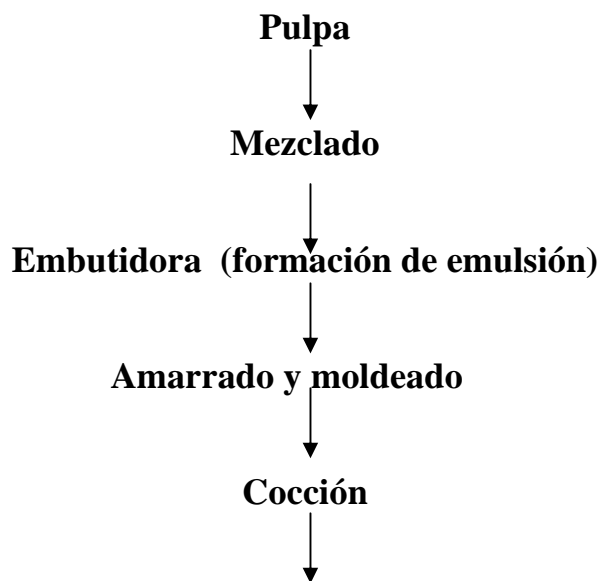 Pulpa
Mezclado
Embutidora (formación de emulsión)
Amarrado y moldeado
Cocción